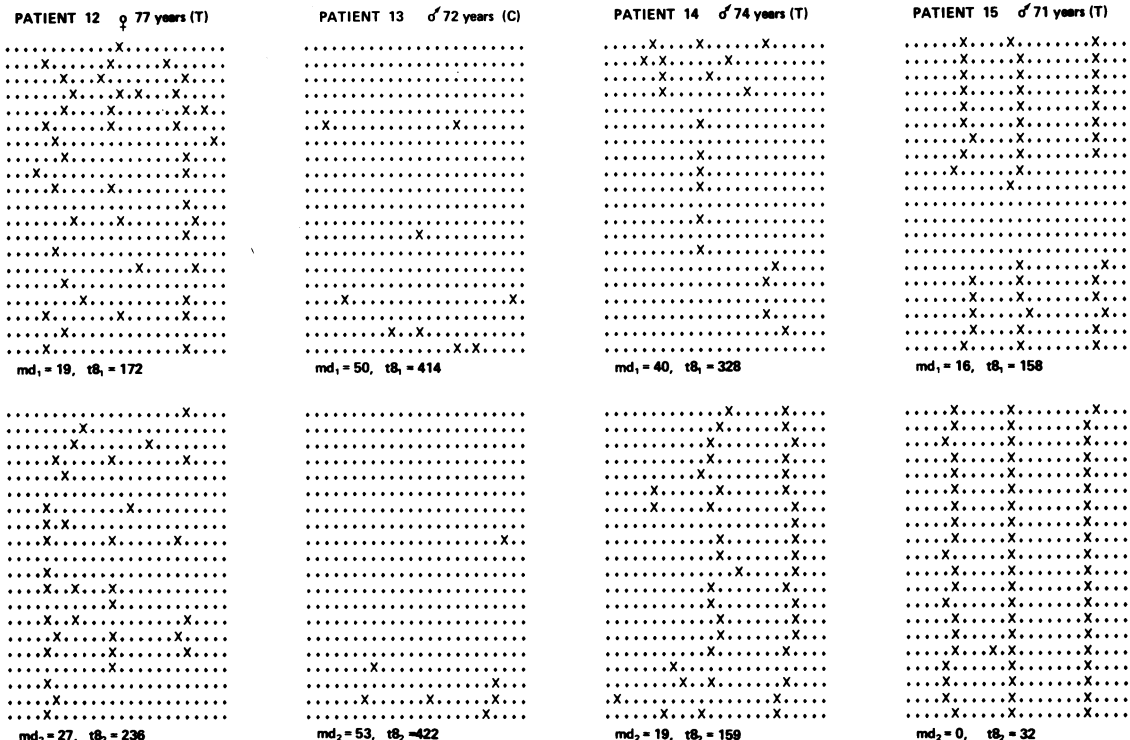 PATIENT 12 ♀ 77 years (T)
PATIENT 13 ♂ 72 years (C)
PATIENT 14 ♂ 74 years (T)
PATIENT 15 ♂ 71 years (T)
md₁ = 19, t8₁ = 172
md₁ = 50, t8₁ = 414
md₁ = 40, t8₁ = 328
md₁ = 16, t8₁ = 158
md₂ = 27, t8₂ = 236
md₂ = 53, t8₂ =422
md₂ = 19, t8₂ = 159
md₂ = 0, t8₂ = 32